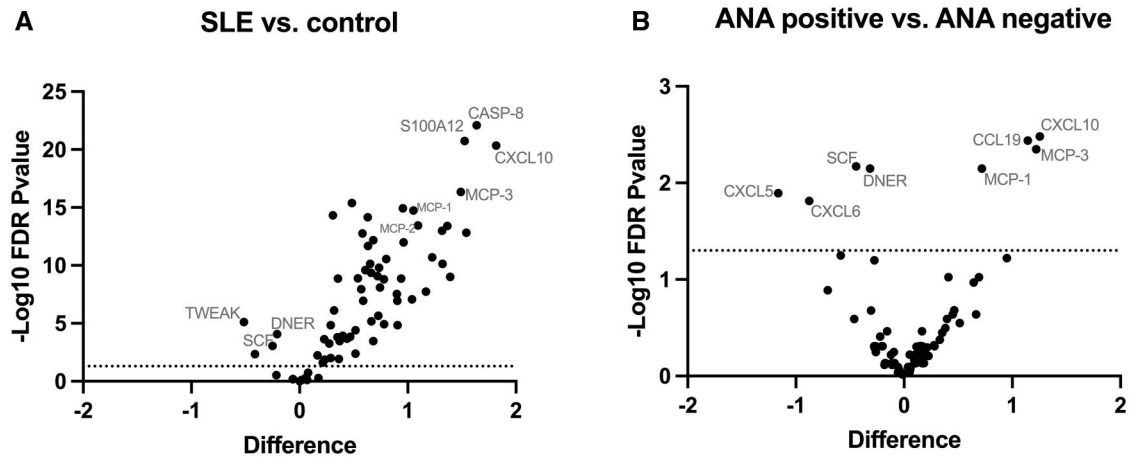 A
SLE vs. control
25
20
15
10
5
0
-Log10 FDR Pvalue
CASP-8
S100A12
CXCL10
MCP-3
MCP-1
MCP-2
TWEAK
DNER
SCF
-2
-1
0
1
2
Difference
B
ANA positive vs. ANA negative
3
2
1
0
-Log10 FDR Pvalue
CXCL10
CCL19
MCP-3
SCF
DNER
MCP-1
CXCL5
CXCL6
-2
-1
0
1
2
Difference